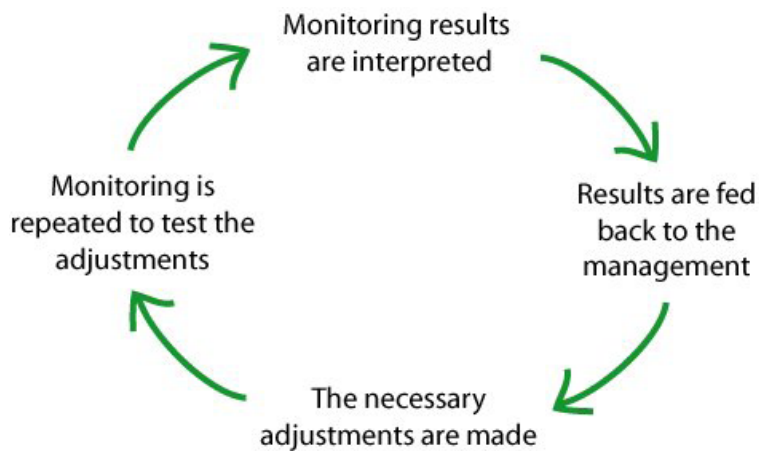 Monitoring results
are interpreted
Results are fed
back to the
management
The necessary
adjustments are made
Monitoring is
repeated to test the
adjustments